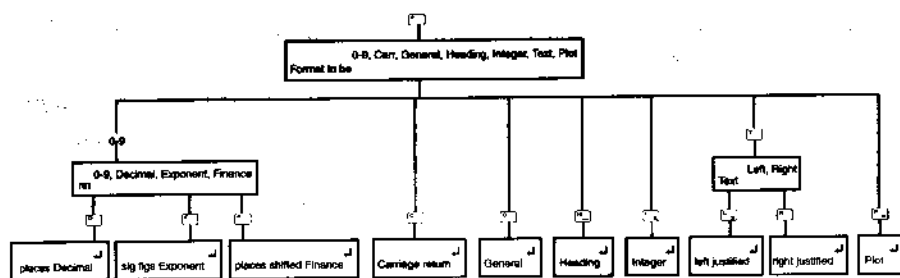 0-9, Carr, General, Heading, Integer, Text, Plot
Format to be
0-9
0-9, Decimal, Exponent, Finance
nn
Left, Right
Text
places Decimal
sig figs Exponent
places shifted Finance
Carriage return
General
Heading
Integer
left justified
right justified
Plot